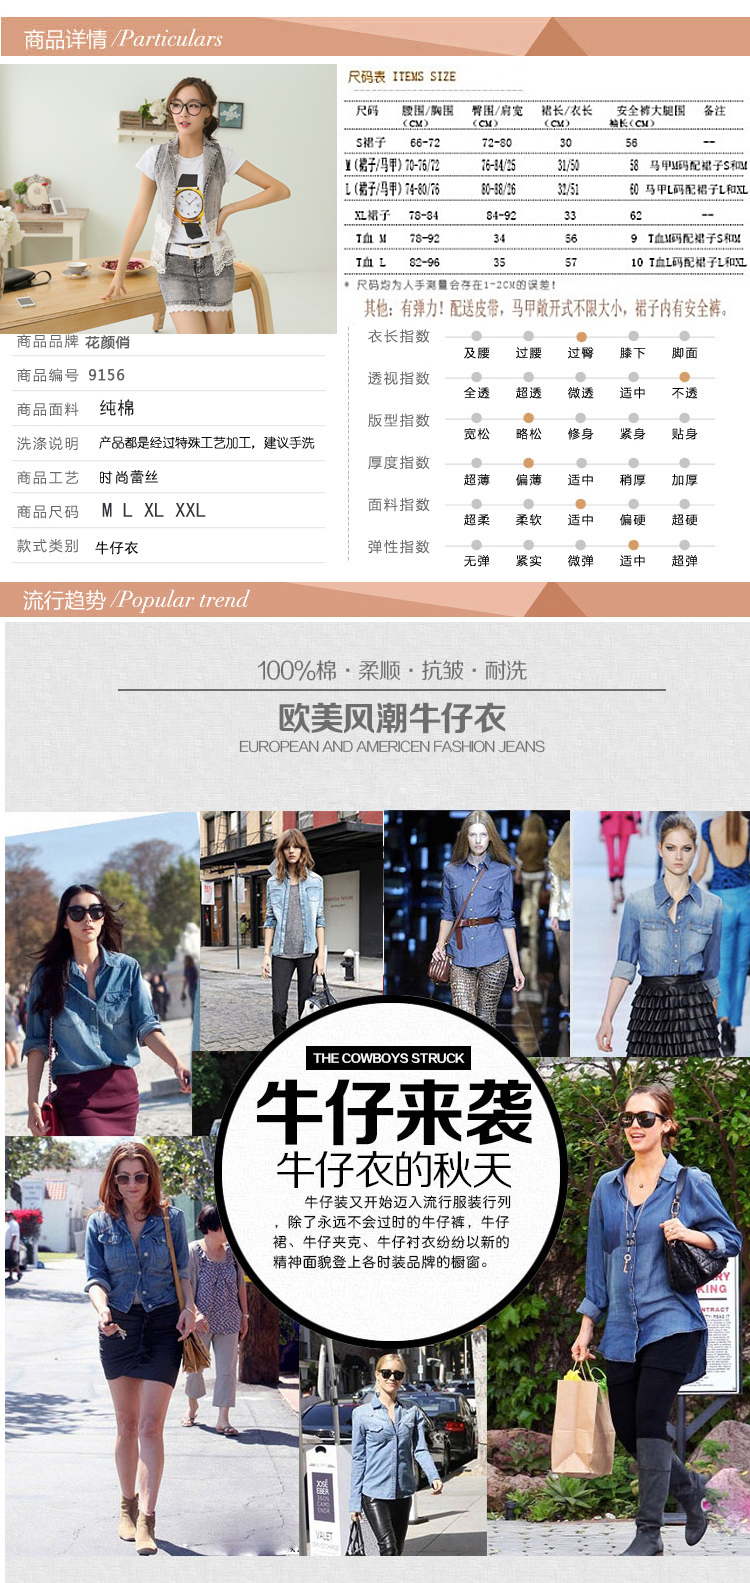 商品详情 /Particulars
尺码表 ITEMS SIZE
尺码 腰围/胸围（CM） 臀围/肩宽（CM） 裙长/衣长（CM） 安全裤大腿围 袖长（CM） 备注
S裙子 66-72 72-80 30 56 --
M（裙子/马甲）70-76/72 76-84/25 31/50 58 马甲M码配裙子S和M
L（裙子/马甲）74-80/76 80-88/26 32/51 60 马甲L码配裙子L和XL
XL裙子 78-84 84-92 33 62 --
T血 M 78-92 34 56 9 T血M码配裙子S和M
T血 L 82-96 35 57 10 T血L码配裙子L和XL
* 尺码均为人手测量会存在1-2CM的误差!
其他: 有弹力! 配送皮带, 马甲敞开式不限大小, 裙子内有安全裤。
商品品牌 花颜俏
商品编号 9156
商品面料 纯棉
洗涤说明 产品都是经过特殊工艺加工，建议手洗
商品工艺 时尚蕾丝
商品尺码 M L XL XXL
款式类别 牛仔衣
衣长指数 及腰 过腰 过臀 膝下 脚面
透视指数 全透 超透 微透 适中 不透
版型指数 宽松 略松 修身 紧身 贴身
厚度指数 超薄 偏薄 适中 稍厚 加厚
面料指数 超柔 柔软 适中 偏硬 超硬
弹性指数 无弹 紧实 微弹 适中 超弹
流行趋势 /Popular trend
100%棉 · 柔顺 · 抗皱 · 耐洗
欧美风潮牛仔衣
EUROPEAN AND AMERICEN FASHION JEANS
THE COWBOYS STRUCK
牛仔来袭
牛仔衣的秋天
牛仔装又开始迈入流行服装行列
，除了永远不会过时的牛仔裤，牛仔
裙、牛仔夹克、牛仔衬衣纷纷以新的
精神面貌登上各时装品牌的橱窗。
JOSÉ
EBER
VALET